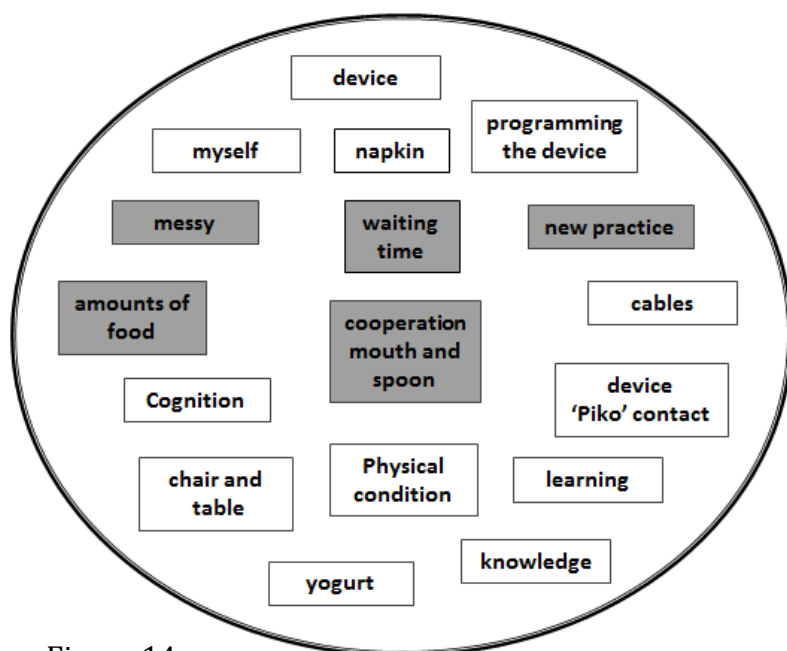 device
programming
the device
myself
napkin
messy
waiting
time
new practice
amounts of
food
cables
cooperation
mouth and
spoon
Cognition
device
‘Piko’ contact
chair and
table
Physical
condition
learning
yogurt
knowledge